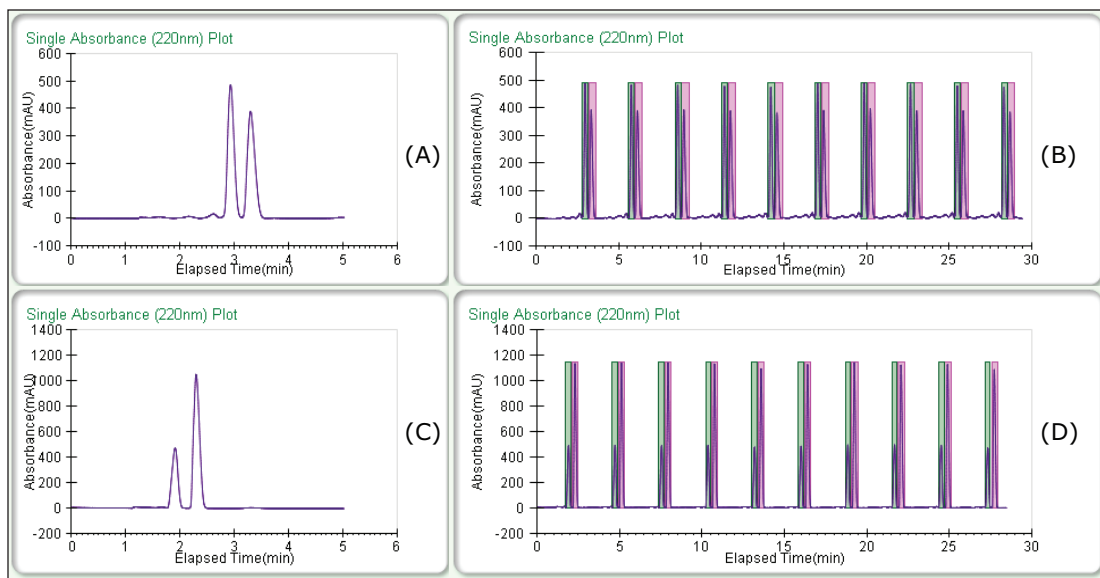 Single Absorbance (220nm) Plot
Absorbance(mAU)
600
500
400
300
200
100
0
-100
0 1 2 3 4 5 6
Elapsed Time(min)
(A)
Single Absorbance (220nm) Plot
Absorbance(mAU)
600
500
400
300
200
100
0
-100
0 5 10 15 20 25 30
Elapsed Time(min)
(B)
Single Absorbance (220nm) Plot
Absorbance(mAU)
1400
1200
1000
800
600
400
200
0
-200
0 1 2 3 4 5 6
Elapsed Time(min)
(C)
Single Absorbance (220nm) Plot
Absorbance(mAU)
1400
1200
1000
800
600
400
200
0
-200
0 5 10 15 20 25 30
Elapsed Time(min)
(D)